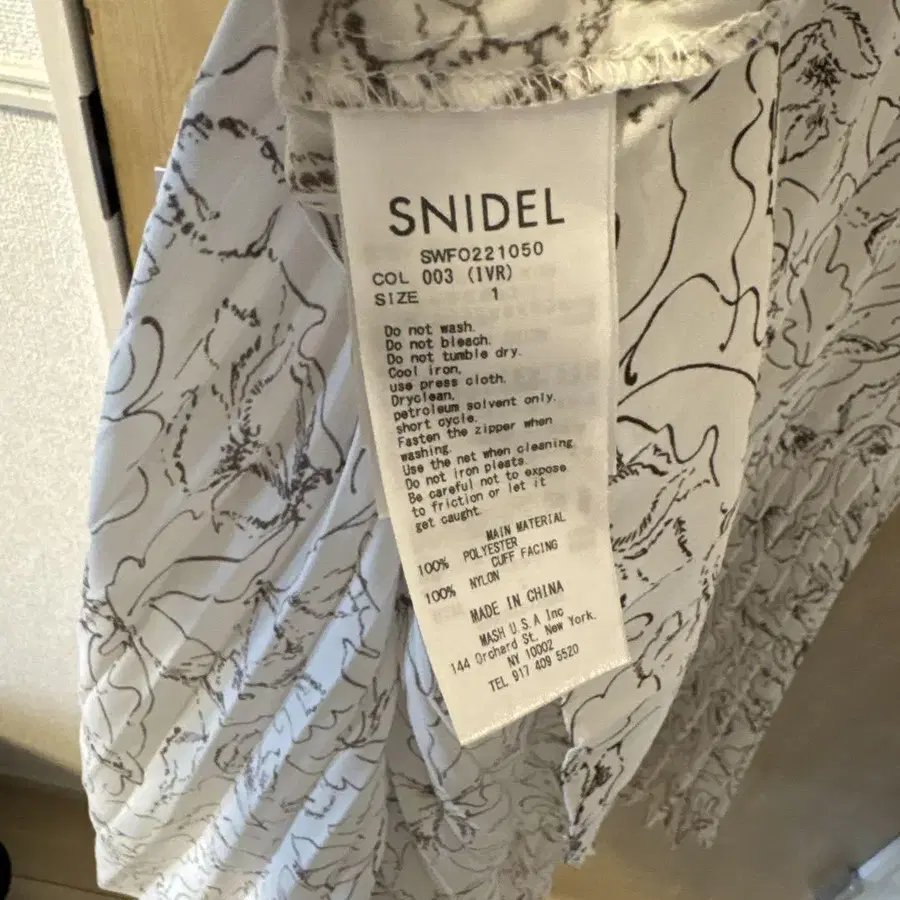 SNIDEL
SWFO221050
COL 003 (IVR)
SIZE 1
Do not wash.
Do not bleach.
Do not tumble dry.
Cool iron,
use press cloth.
Dryclean,
petroleum solvent only.
short cycle.
Fasten the zipper when
washing.
Use the net when cleaning
Do not iron pleats.
Be careful not to expose
to friction or let it
get caught.
MAIN MATERIAL
100% POLYESTER
CUFF FACING
100% NYLON
MADE IN CHINA
MASH U.S.A Inc
144 Orchard St. New York.
NY 10002
TEL 917 409 5520